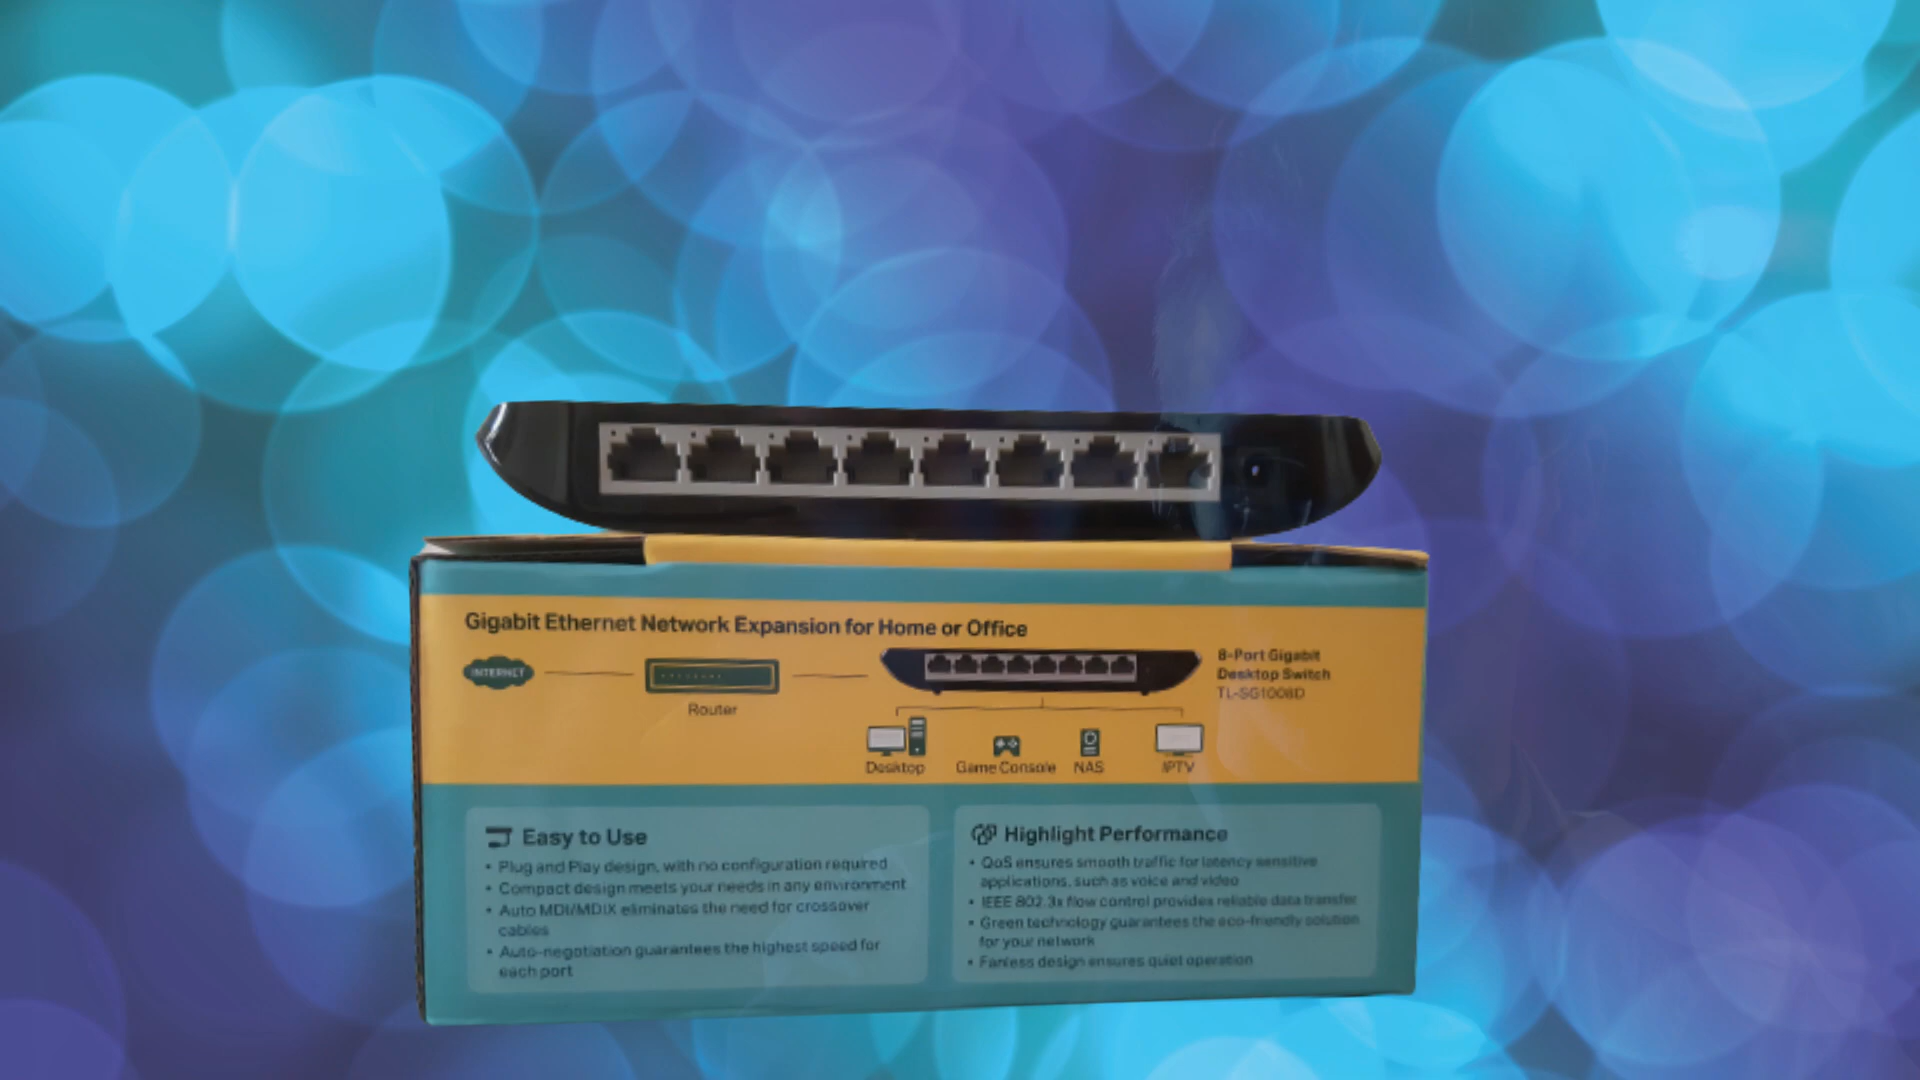 Gigabit Ethernet Network Expansion for Home or Office
INTERNET
Router
8-Port Gigabit
Desktop Switch
TL-SG1008D
Desktop
Game Console
NAS
IPTV
Easy to Use
• Plug and Play design, with no configuration required
• Compact design meets your needs in any environment
• Auto MDI/MDIX eliminates the need for crossover
cables
• Auto-negotiation guarantees the highest speed for
each port
Highlight Performance
• QoS ensures smooth traffic for latency sensitive
applications, such as voice and video
• IEEE 802.3x flow control provides reliable data transfer
• Green technology guarantees the eco-friendly solution
for your network
• Fanless design ensures quiet operation